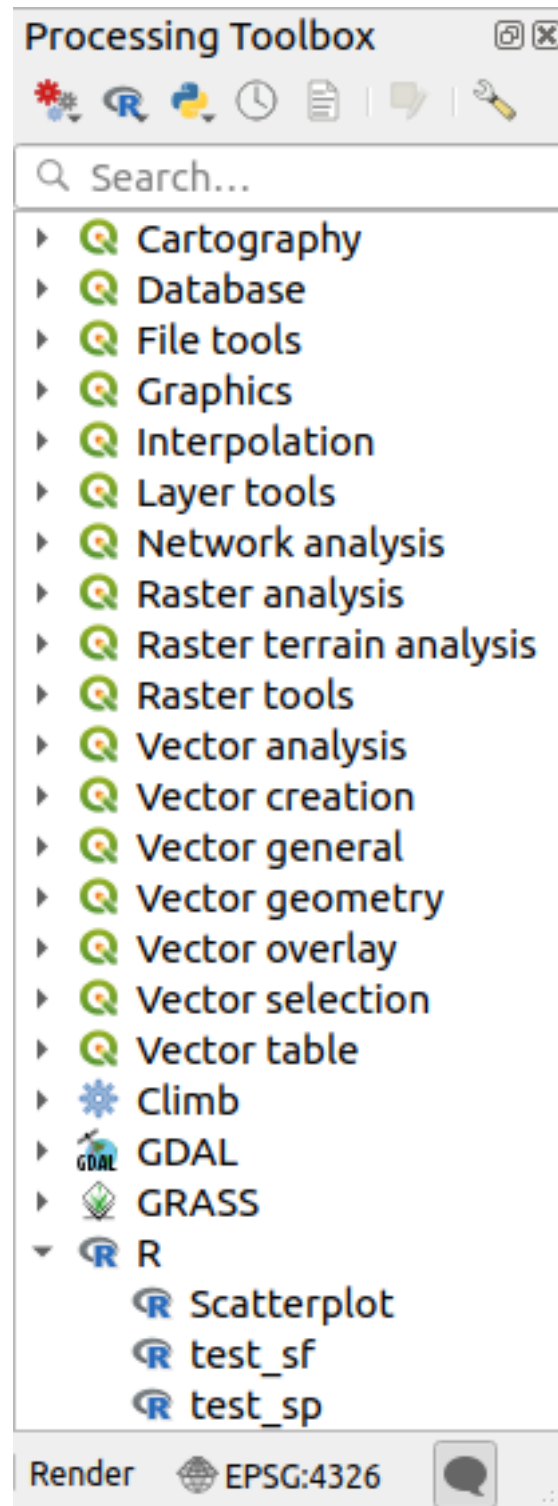 Processing Toolbox
Search...
Cartography
Database
File tools
Graphics
Interpolation
Layer tools
Network analysis
Raster analysis
Raster terrain analysis
Raster tools
Vector analysis
Vector creation
Vector general
Vector geometry
Vector overlay
Vector selection
Vector table
Climb
GDAL GDAL
GRASS
R R
R Scatterplot
R test_sf
R test_sp
Render EPSG:4326